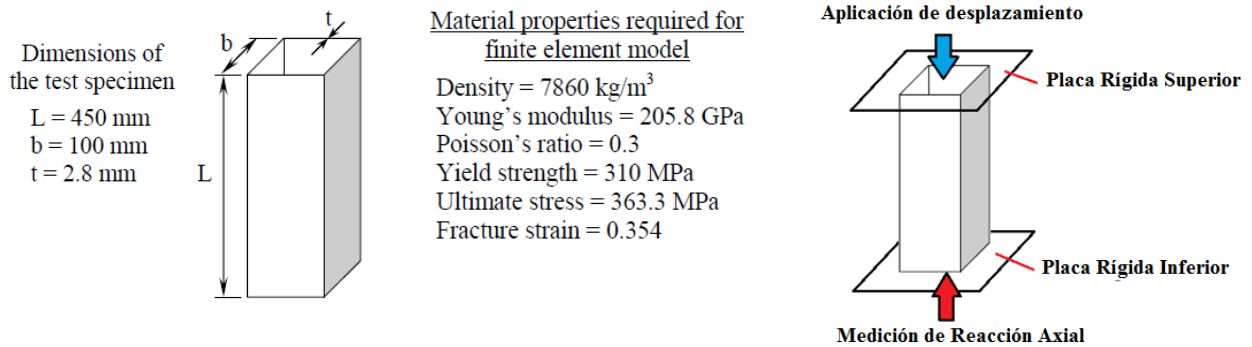 Dimensions of
the test specimen
L = 450 mm
b = 100 mm
t = 2.8 mm
b
t
L
Material properties required for
finite element model
Density = 7860 kg/m³
Young's modulus = 205.8 GPa
Poisson's ratio = 0.3
Yield strength = 310 MPa
Ultimate stress = 363.3 MPa
Fracture strain = 0.354
Aplicación de desplazamiento
Placa Rígida Superior
Placa Rígida Inferior
Medición de Reacción Axial